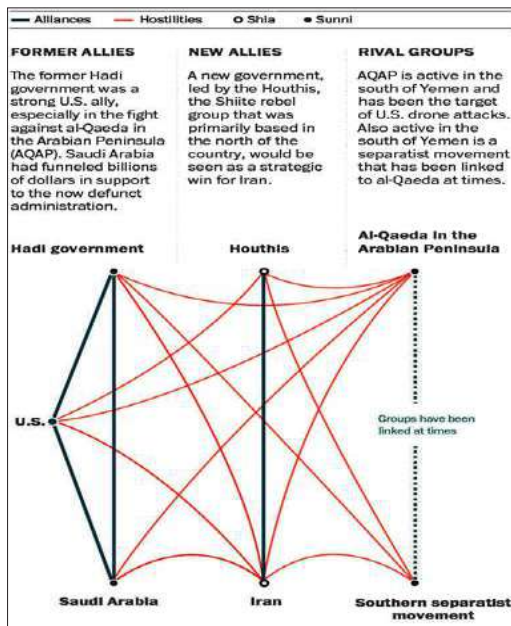 Alliances Hostilities Shia Sunni
FORMER ALLIES
The former Hadi
government was a
strong U.S. ally,
especially in the fight
against al-Qaeda in
the Arabian Peninsula
(AQAP). Saudi Arabia
had funneled billions
of dollars in support
to the now defunct
administration.
NEW ALLIES
A new government,
led by the Houthis,
the Shiite rebel
group that was
primarily based in
the north of the
country, would be
seen as a strategic
win for Iran.
RIVAL GROUPS
AQAP is active in the
south of Yemen and
has been the target
of U.S. drone attacks.
Also active in the
south of Yemen is a
separatist movement
that has been linked
to al-Qaeda at times.
Hadi government
Houthis
Al-Qaeda in the
Arabian Peninsula
U.S.
Groups have been
linked at times
Saudi Arabia
Iran
Southern separatist
movement